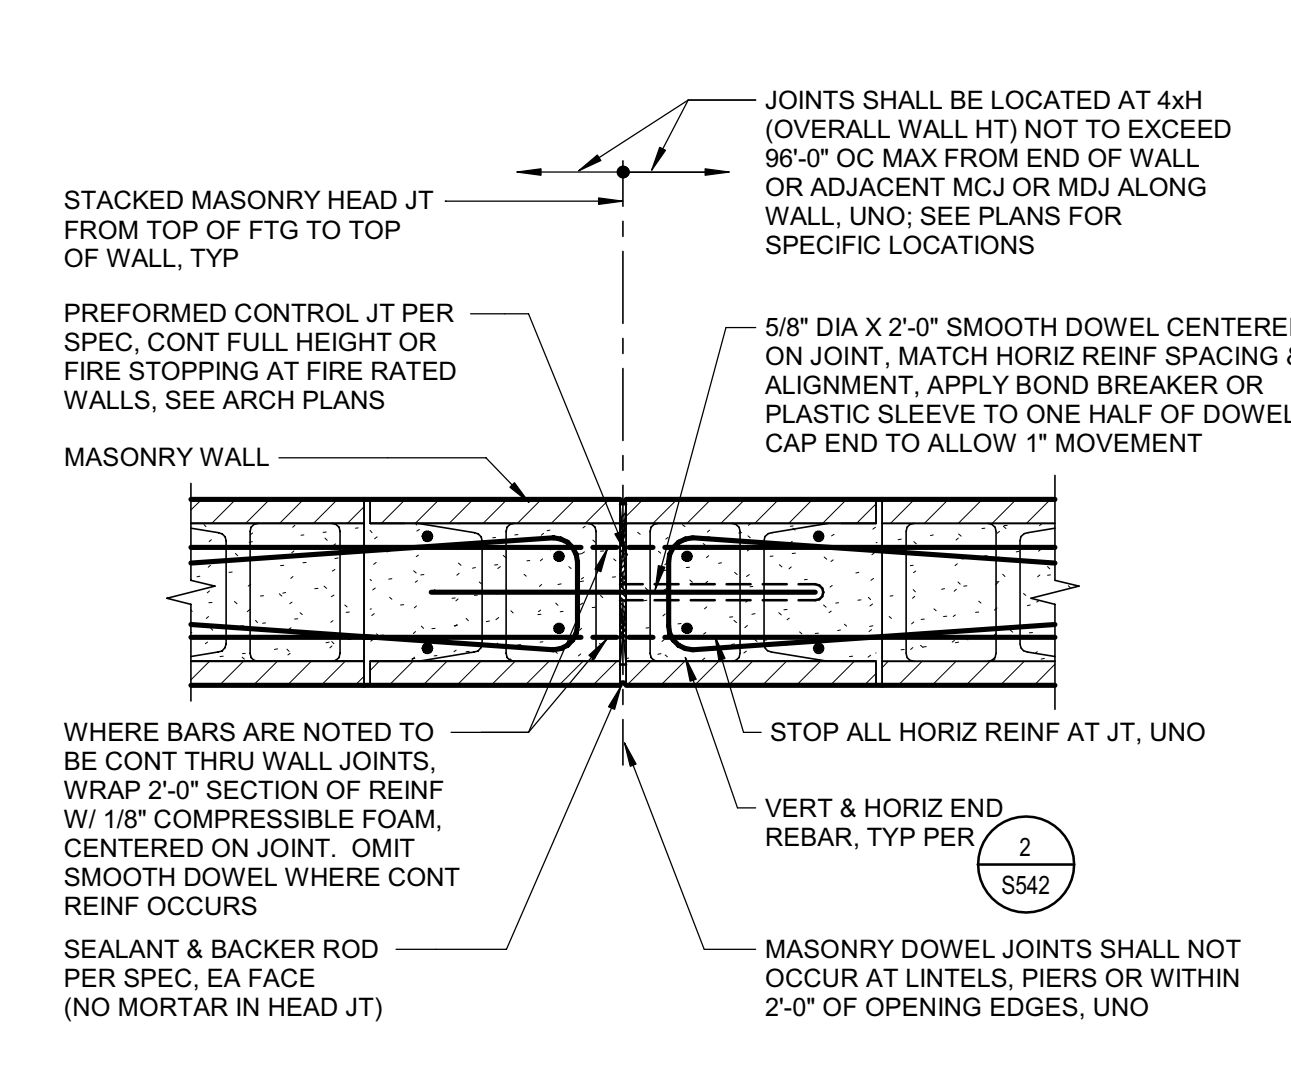 JOINTS SHALL BE LOCATED AT 4xH
(OVERALL WALL HT) NOT TO EXCEED
96'-0" OC MAX FROM END OF WALL
OR ADJACENT MCJ OR MDJ ALONG
WALL, UNO; SEE PLANS FOR
SPECIFIC LOCATIONS
STACKED MASONRY HEAD JT
FROM TOP OF FTG TO TOP
OF WALL, TYP
PREFORMED CONTROL JT PER
SPEC, CONT FULL HEIGHT OR
FIRE STOPPING AT FIRE RATED
WALLS, SEE ARCH PLANS
5/8" DIA X 2'-0" SMOOTH DOWEL CENTERE
ON JOINT, MATCH HORIZ REINF SPACING &
ALIGNMENT, APPLY BOND BREAKER OR
PLASTIC SLEEVE TO ONE HALF OF DOWEL
CAP END TO ALLOW 1" MOVEMENT
MASONRY WALL
WHERE BARS ARE NOTED TO
BE CONT THRU WALL JOINTS,
WRAP 2'-0" SECTION OF REINF
W/ 1/8" COMPRESSIBLE FOAM,
CENTERED ON JOINT. OMIT
SMOOTH DOWEL WHERE CONT
REINF OCCURS
STOP ALL HORIZ REINF AT JT, UNO
VERT & HORIZ END
REBAR, TYP PER
2
S542
SEALANT & BACKER ROD
PER SPEC, EA FACE
(NO MORTAR IN HEAD JT)
MASONRY DOWEL JOINTS SHALL NOT
OCCUR AT LINTELS, PIERS OR WITHIN
2'-0" OF OPENING EDGES, UNO